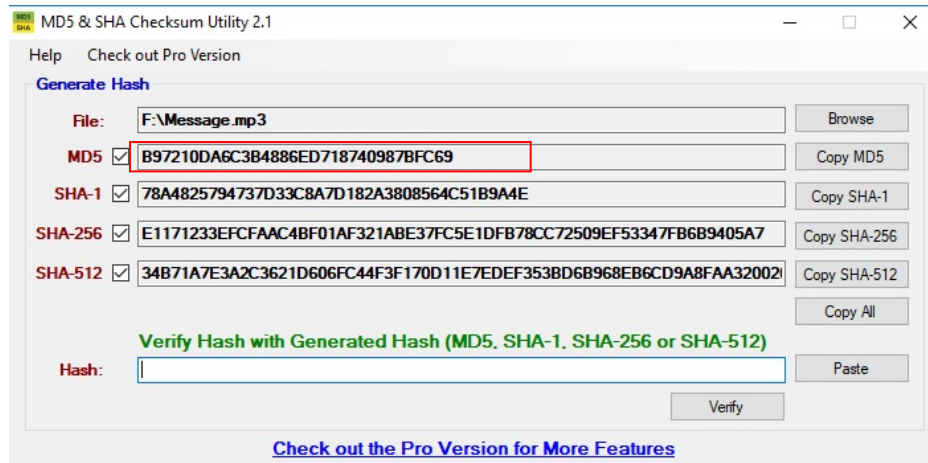 MD5 SHA MD5 & SHA Checksum Utility 2.1
Help Check out Pro Version
Generate Hash
File: F:\Message.mp3 Browse
MD5 B97210DA6C3B4886ED718740987BFC69 Copy MD5
SHA-1 78A4825794737D33C8A7D182A3808564C51B9A4E Copy SHA-1
SHA-256 E1171233EFCFAAC4BF01AF321ABE37FC5E1DFB78CC72509EF53347FB6B9405A7 Copy SHA-256
SHA-512 34B71A7E3A2C3621D606FC44F3F170D11E7EDEF353BD6B968EB6CD9A8FAA32002 Copy SHA-512
Copy All
Verify Hash with Generated Hash (MD5, SHA-1, SHA-256 or SHA-512)
Hash: Paste
Verify
Check out the Pro Version for More Features